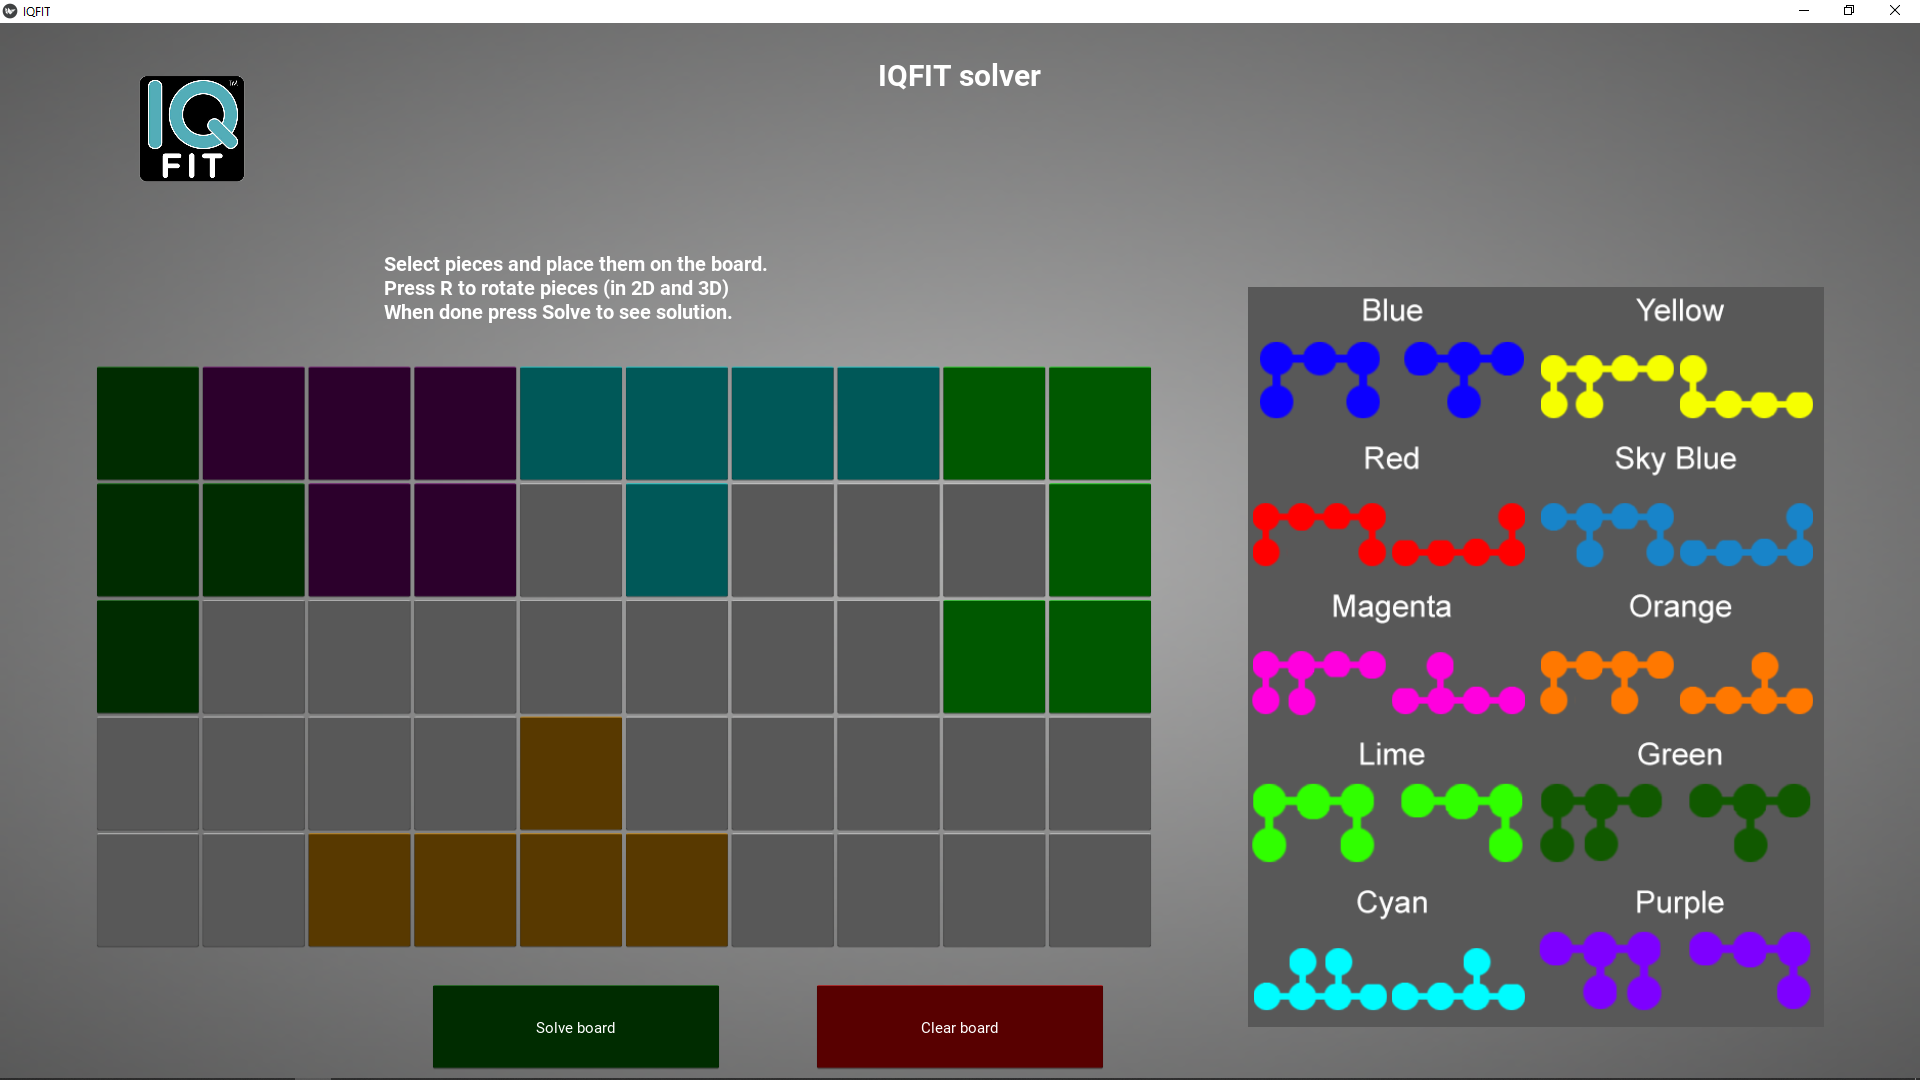 IQFIT
IQFIT solver
IQ™
FIT
Select pieces and place them on the board.
Press R to rotate pieces (in 2D and 3D)
When done press Solve to see solution.
Blue Yellow
Red Sky Blue
Magenta Orange
Lime Green
Cyan Purple
Solve board Clear board